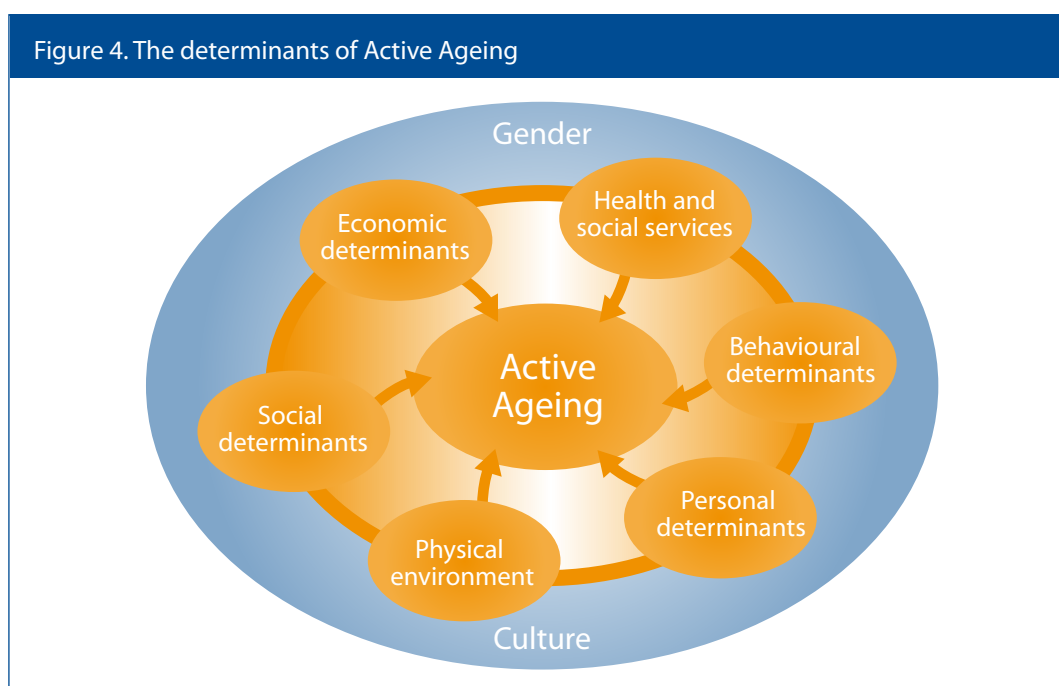 Figure 4. The determinants of Active Ageing
Gender
Health and
social services
Economic
determinants
Behavioural
determinants
Active
Ageing
Social
determinants
Personal
determinants
Physical
environment
Culture